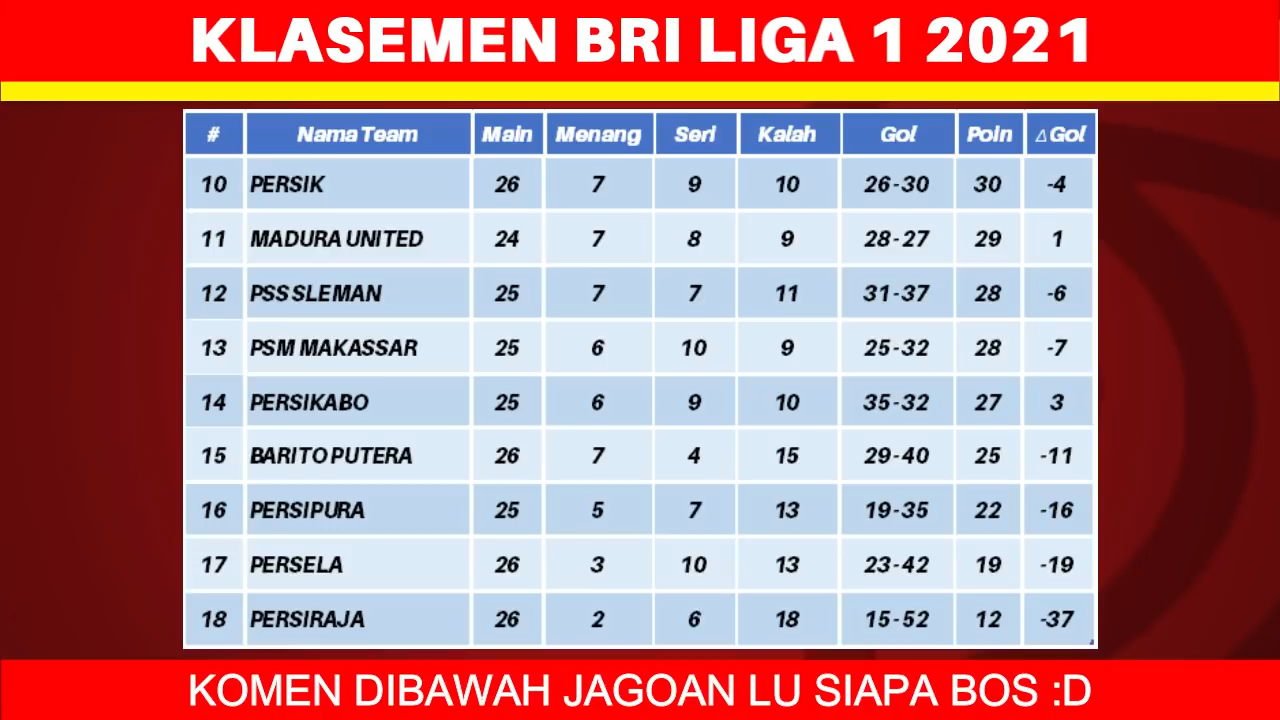 KLASEMEN BRI LIGA 1 2021
# Nama Team Main Menang Seri Kalah Gol Poin △ Gol
10 PERSIK 26 7 9 10 26-30 30 -4
11 MADURA UNITED 24 7 8 9 28-27 29 1
12 PSS SLEMAN 25 7 7 11 31-37 28 -6
13 PSM MAKASSAR 25 6 10 9 25-32 28 -7
14 PERSIKABO 25 6 9 10 35-32 27 3
15 BARITO PUTERA 26 7 4 15 29-40 25 -11
16 PERSIPURA 25 5 7 13 19-35 22 -16
17 PERSELA 26 3 10 13 23-42 19 -19
18 PERSIRAJA 26 2 6 18 15-52 12 -37
KOMEN DIBAWAH JAGOAN LU SIAPA BOS :D